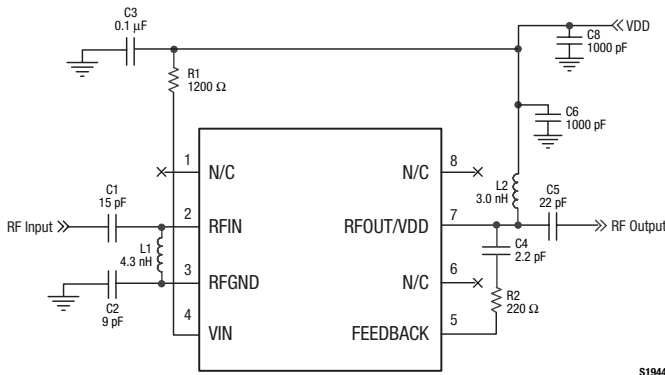 C3
0.1 µF
VDD
C8
1000 pF
R1
1200 Ω
C6
1000 pF
1
N/C
N/C
8
L2
3.0 nH
C5
22 pF
C1
15 pF
RF Input
2
RFIN
RFOUT/VDD
7
RF Output
L1
4.3 nH
C4
2.2 pF
3
RFGND
N/C
6
C2
9 pF
R2
220 Ω
4
VIN
FEEDBACK
5
S1944